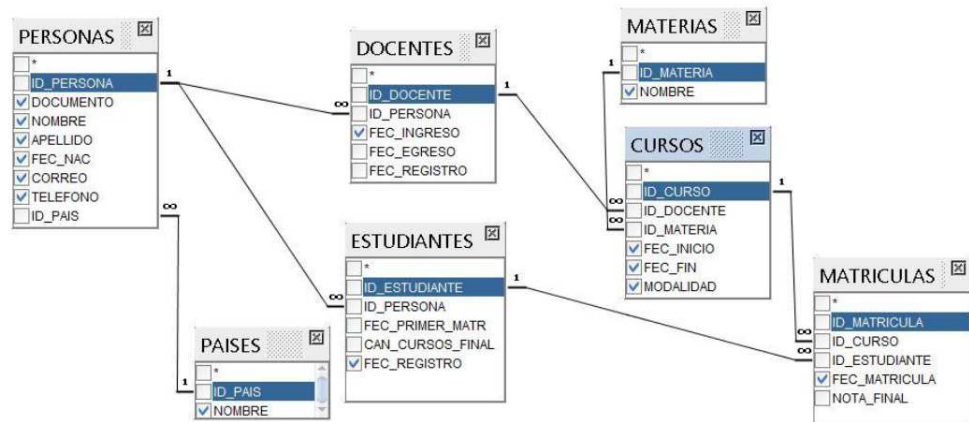 PERSONAS
*
ID_PERSONA
DOCUMENTO
NOMBRE
APELLIDO
FEC_NAC
CORREO
TELEFONO
ID_PAIS
DOCENTES
*
ID_DOCENTE
ID_PERSONA
FEC_INGRESO
FEC_EGRESO
FEC_REGISTRO
MATERIAS
*
ID_MATERIA
NOMBRE
CURSOS
*
ID_CURSO
ID_DOCENTE
ID_MATERIA
FEC_INICIO
FEC_FIN
MODALIDAD
ESTUDIANTES
*
ID_ESTUDIANTE
ID_PERSONA
FEC_PRIMER_MATR
CAN_CURSOS_FINAL
FEC_REGISTRO
PAISES
*
ID_PAIS
NOMBRE
MATRICULAS
*
ID_MATRICULA
ID_CURSO
ID_ESTUDIANTE
FEC_MATRICULA
NOTA_FINAL
1
∞
1
∞
1
∞
∞
1
∞
1
∞
1
1
∞